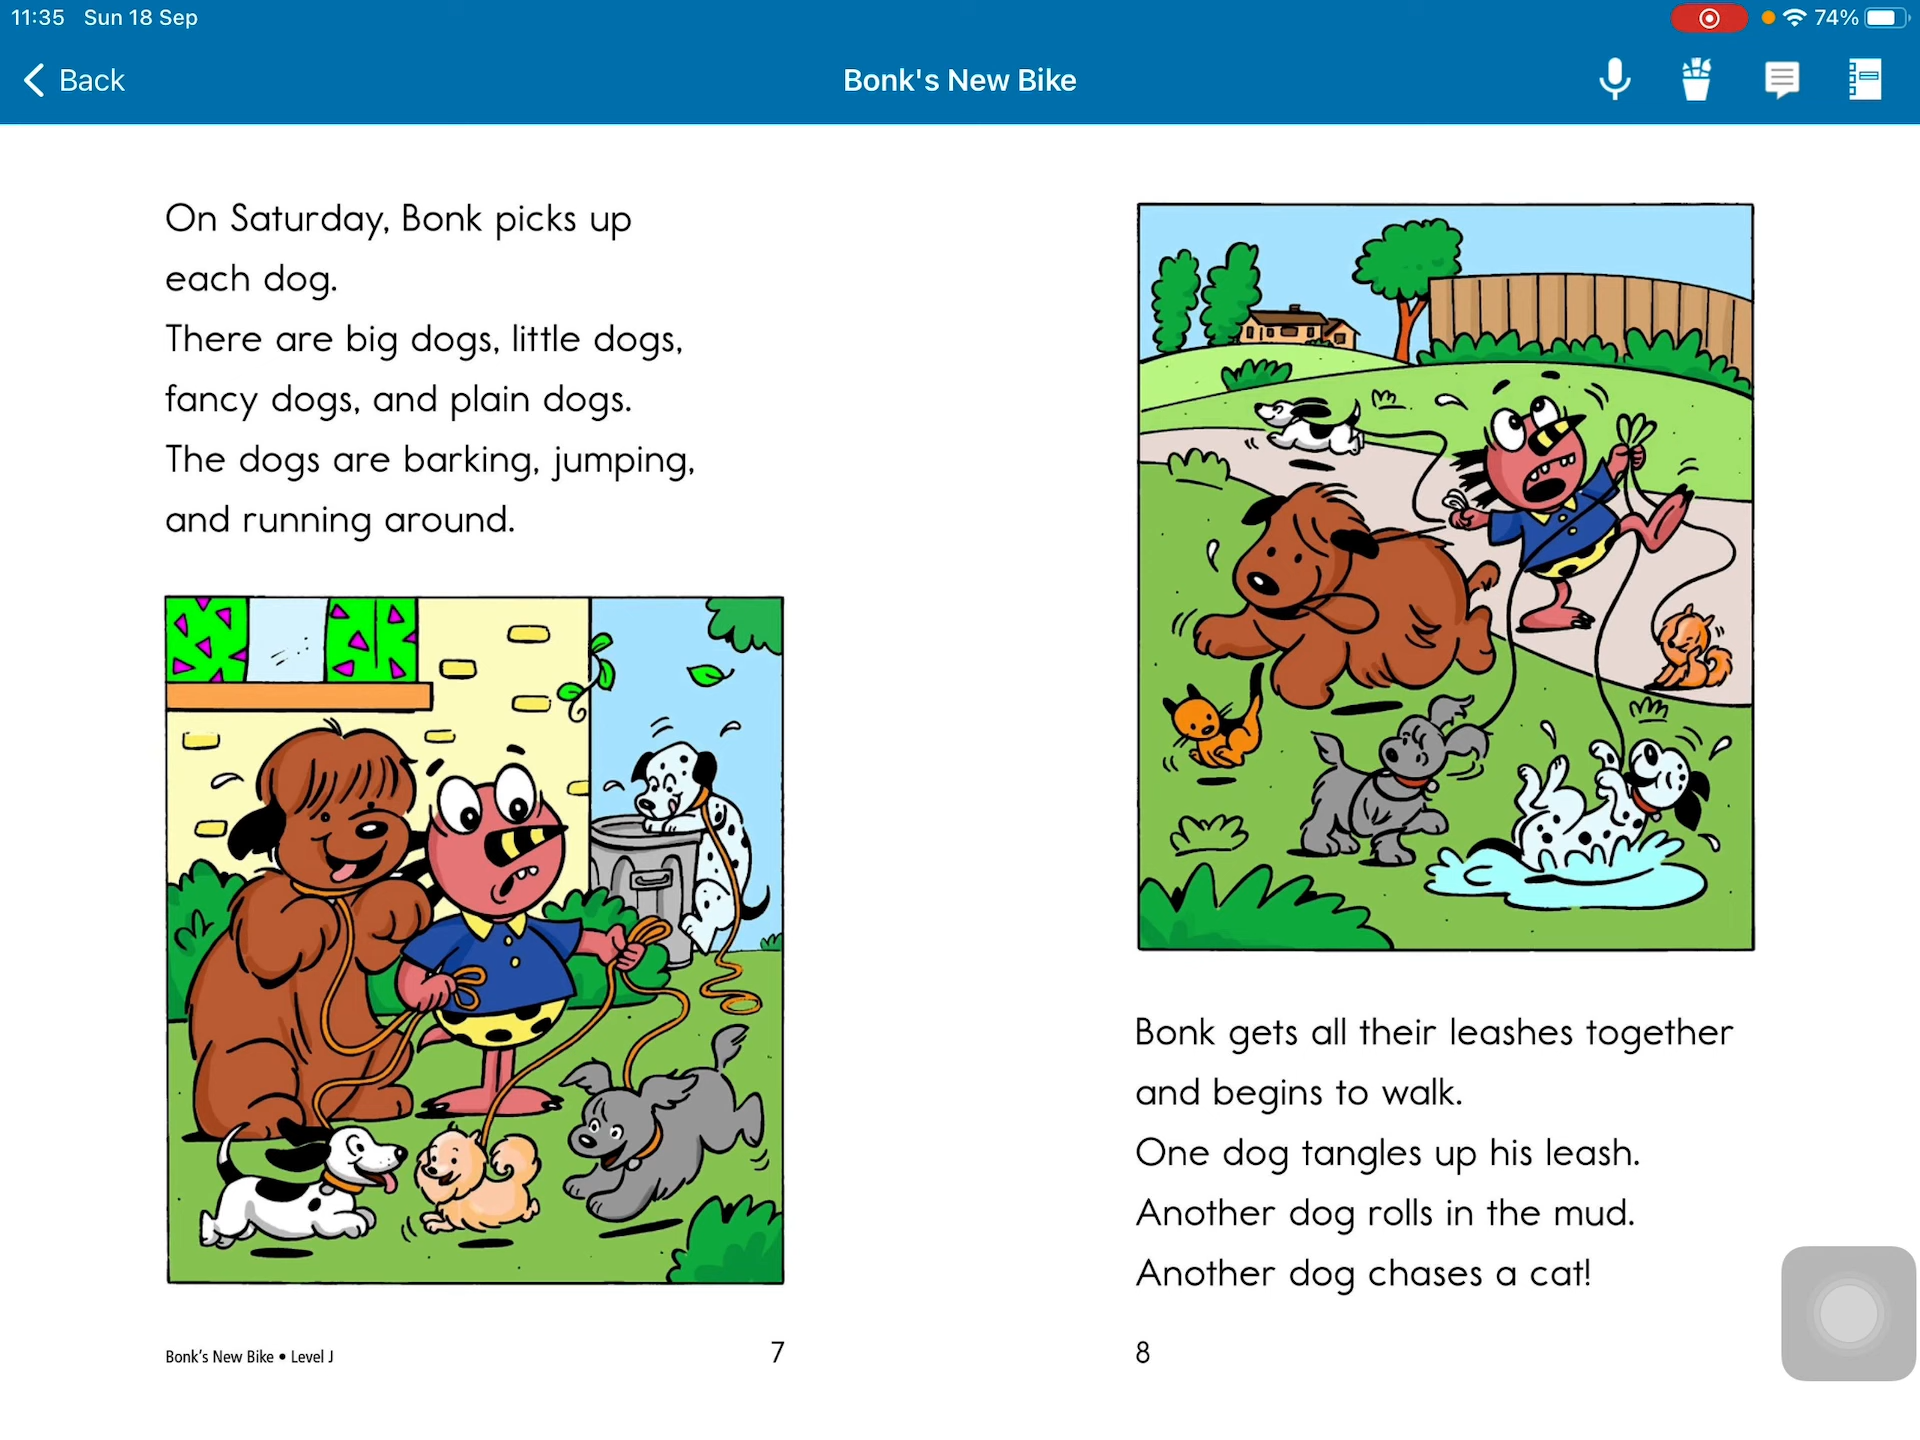 11:35 Sun 18 Sep
74%
Back
Bonk's New Bike
On Saturday, Bonk picks up
each dog.
There are big dogs, little dogs,
fancy dogs, and plain dogs.
The dogs are barking, jumping,
and running around.
Bonk's New Bike • Level J
7
Bonk gets all their leashes together
and begins to walk.
One dog tangles up his leash.
Another dog rolls in the mud.
Another dog chases a cat!
8